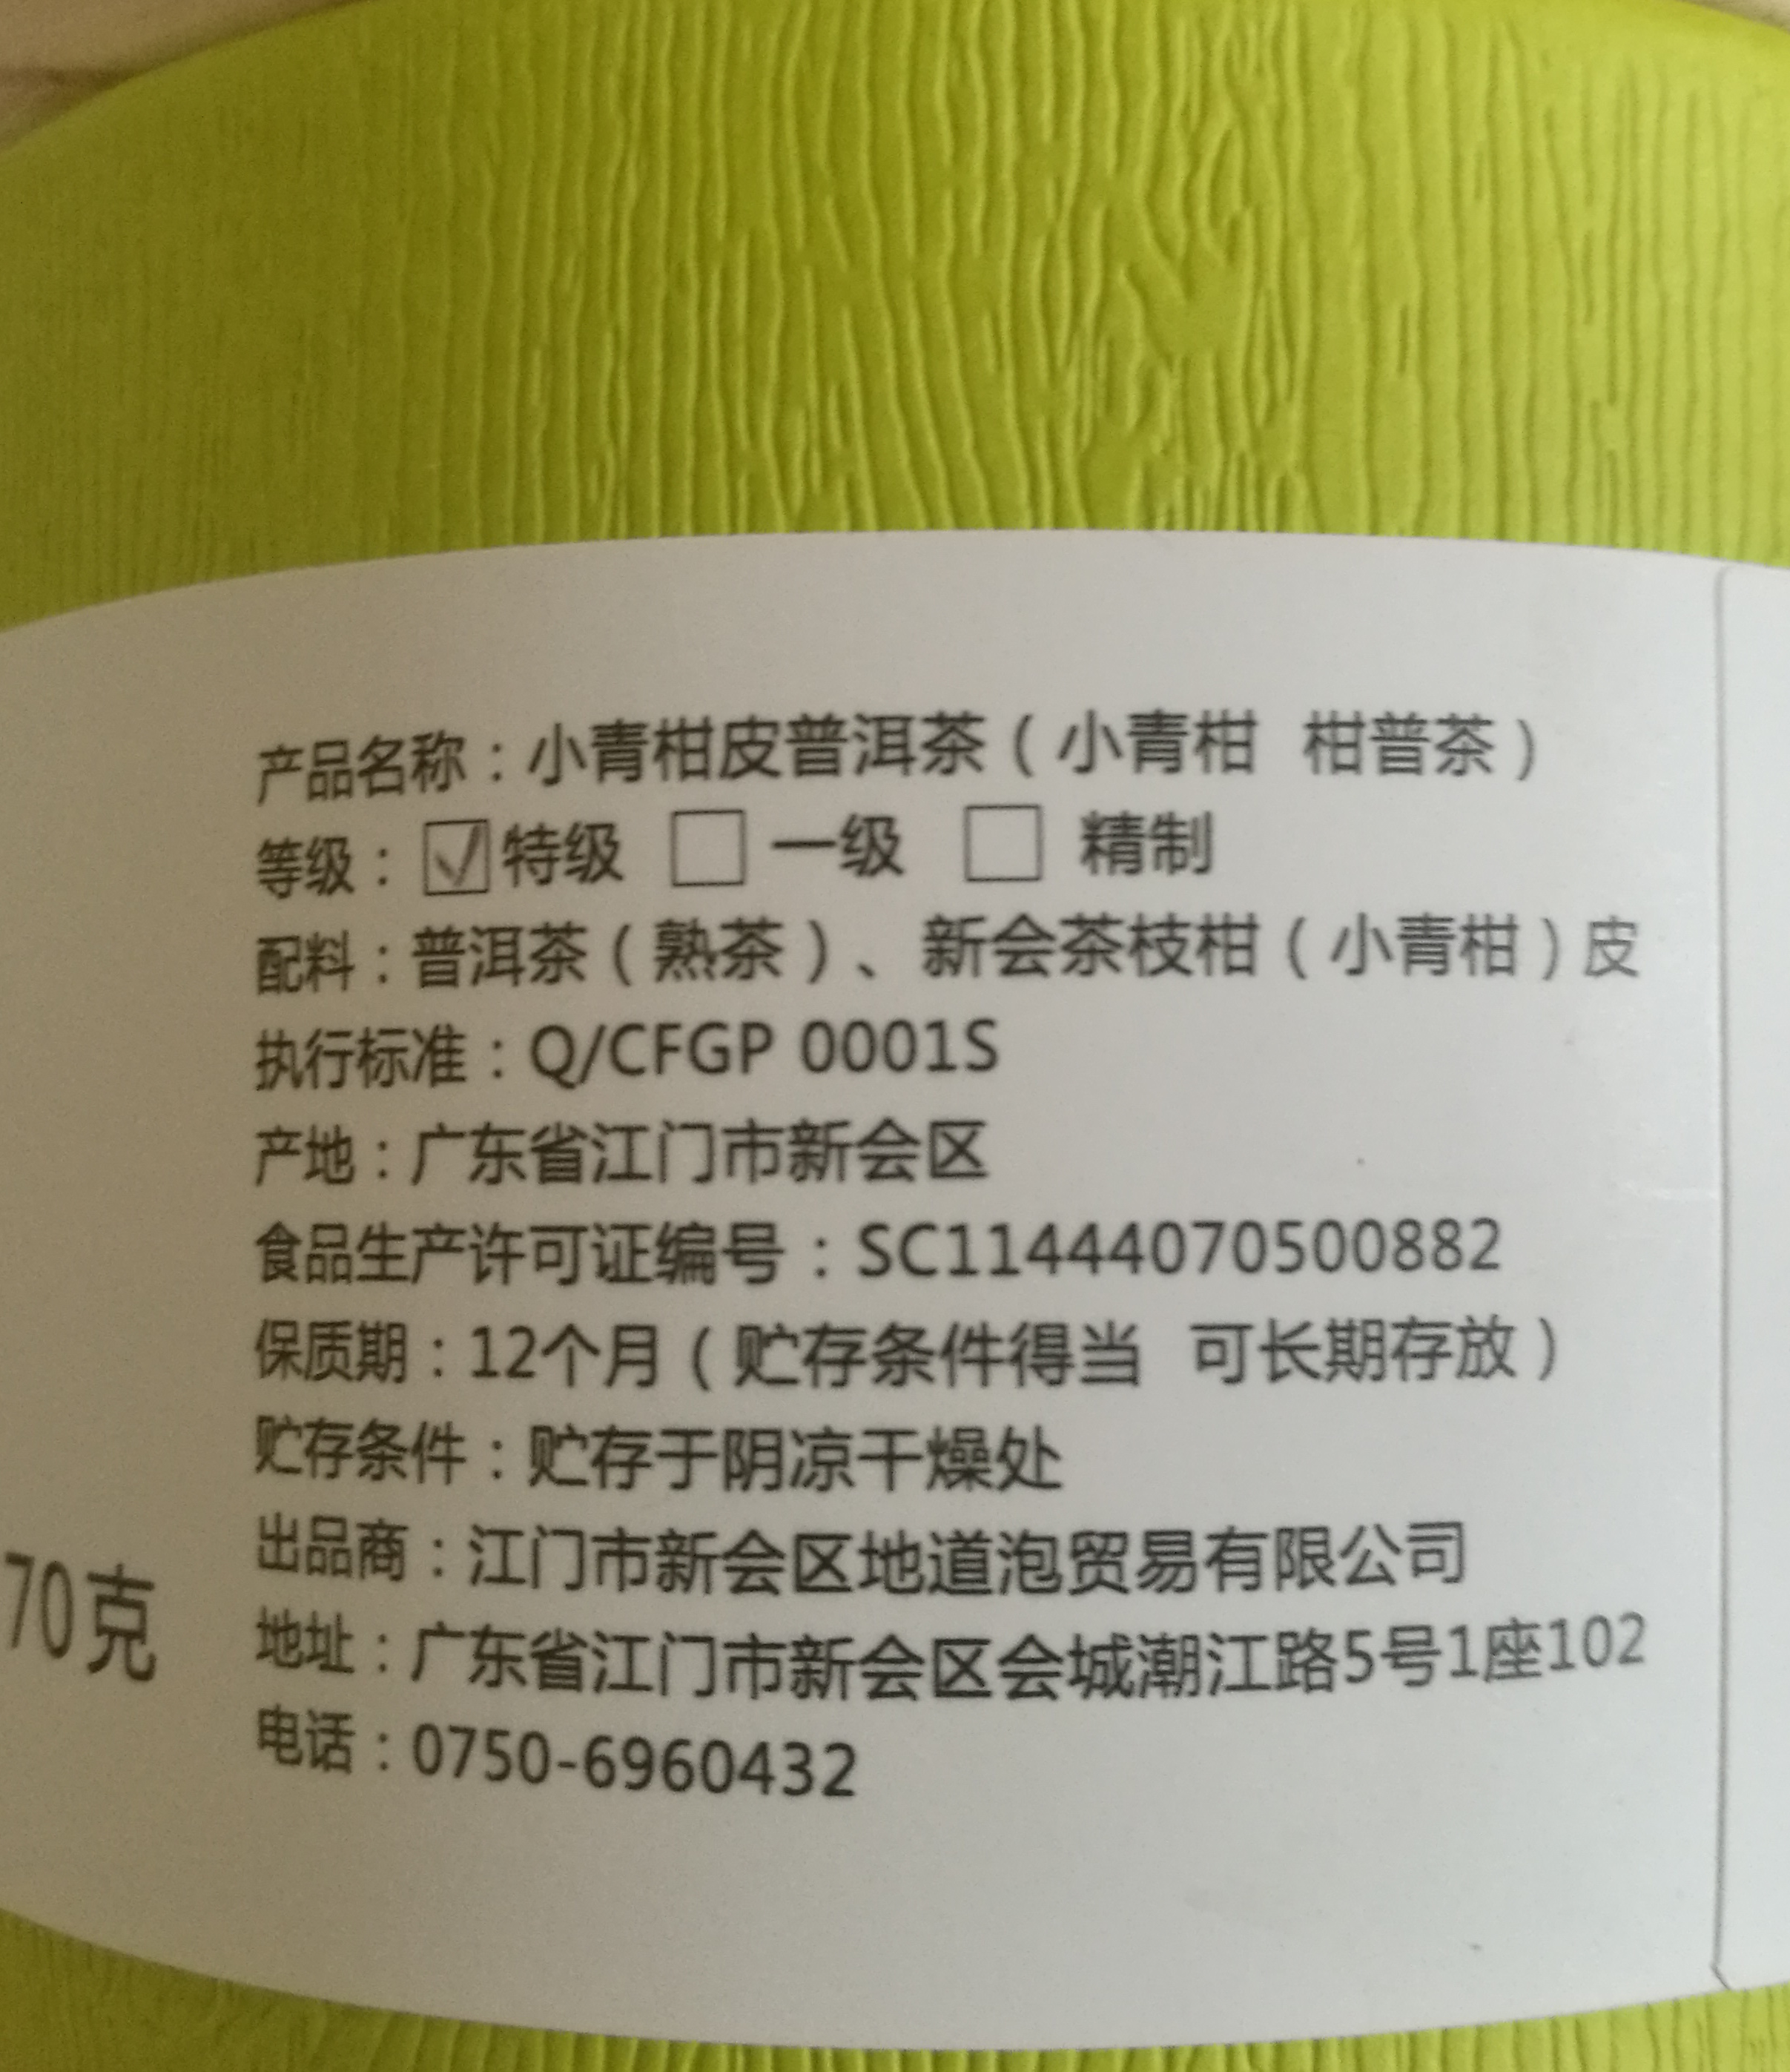 产品名称：小青柑皮普洱茶（小青柑 柑普茶）
等级：☑特级 □ 一级 □ 精制
配料：普洱茶（熟茶）、新会茶枝柑（小青柑）皮
执行标准：Q/CFGP 0001S
产地：广东省江门市新会区
食品生产许可证编号：SC11444070500882
保质期：12个月（贮存条件得当 可长期存放）
贮存条件：贮存于阴凉干燥处
出品商：江门市新会区地道泡贸易有限公司
地址：广东省江门市新会区会城潮江路5号1座102
电话：0750-6960432
70克